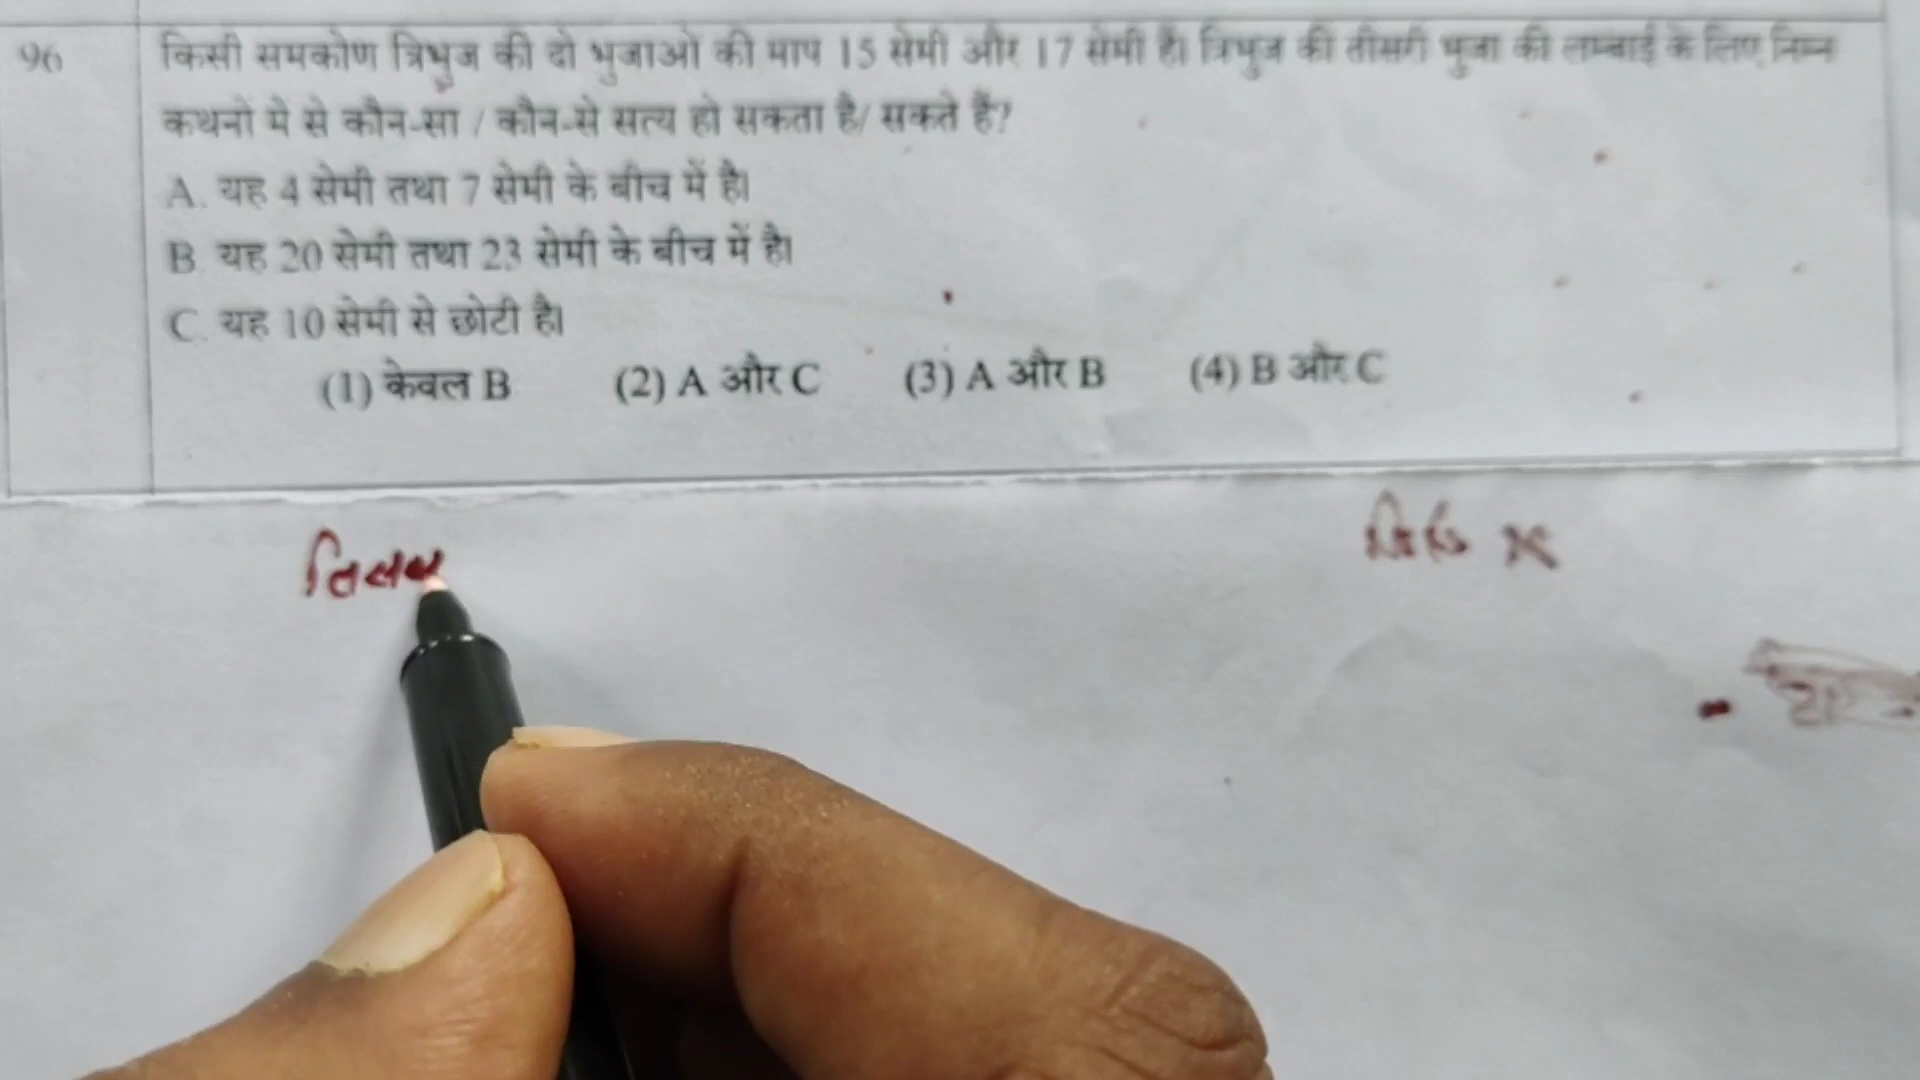 96
किसी समकोण त्रिभुज की दो भुजाओं की माप 15 सेमी और 17 सेमी है। त्रिभुज की तीसरी भुजा की लम्बाई के लिए निम्न
कथनों में से कौन-सा / कौन-से सत्य हो सकता है/ सकते हैं?
A. यह 4 सेमी तथा 7 सेमी के बीच में है।
B यह 20 सेमी तथा 23 सेमी के बीच में है।
C. यह 10 सेमी से छोटी है।
(1) केवल B (2) A और C (3) A और B (4) B और C